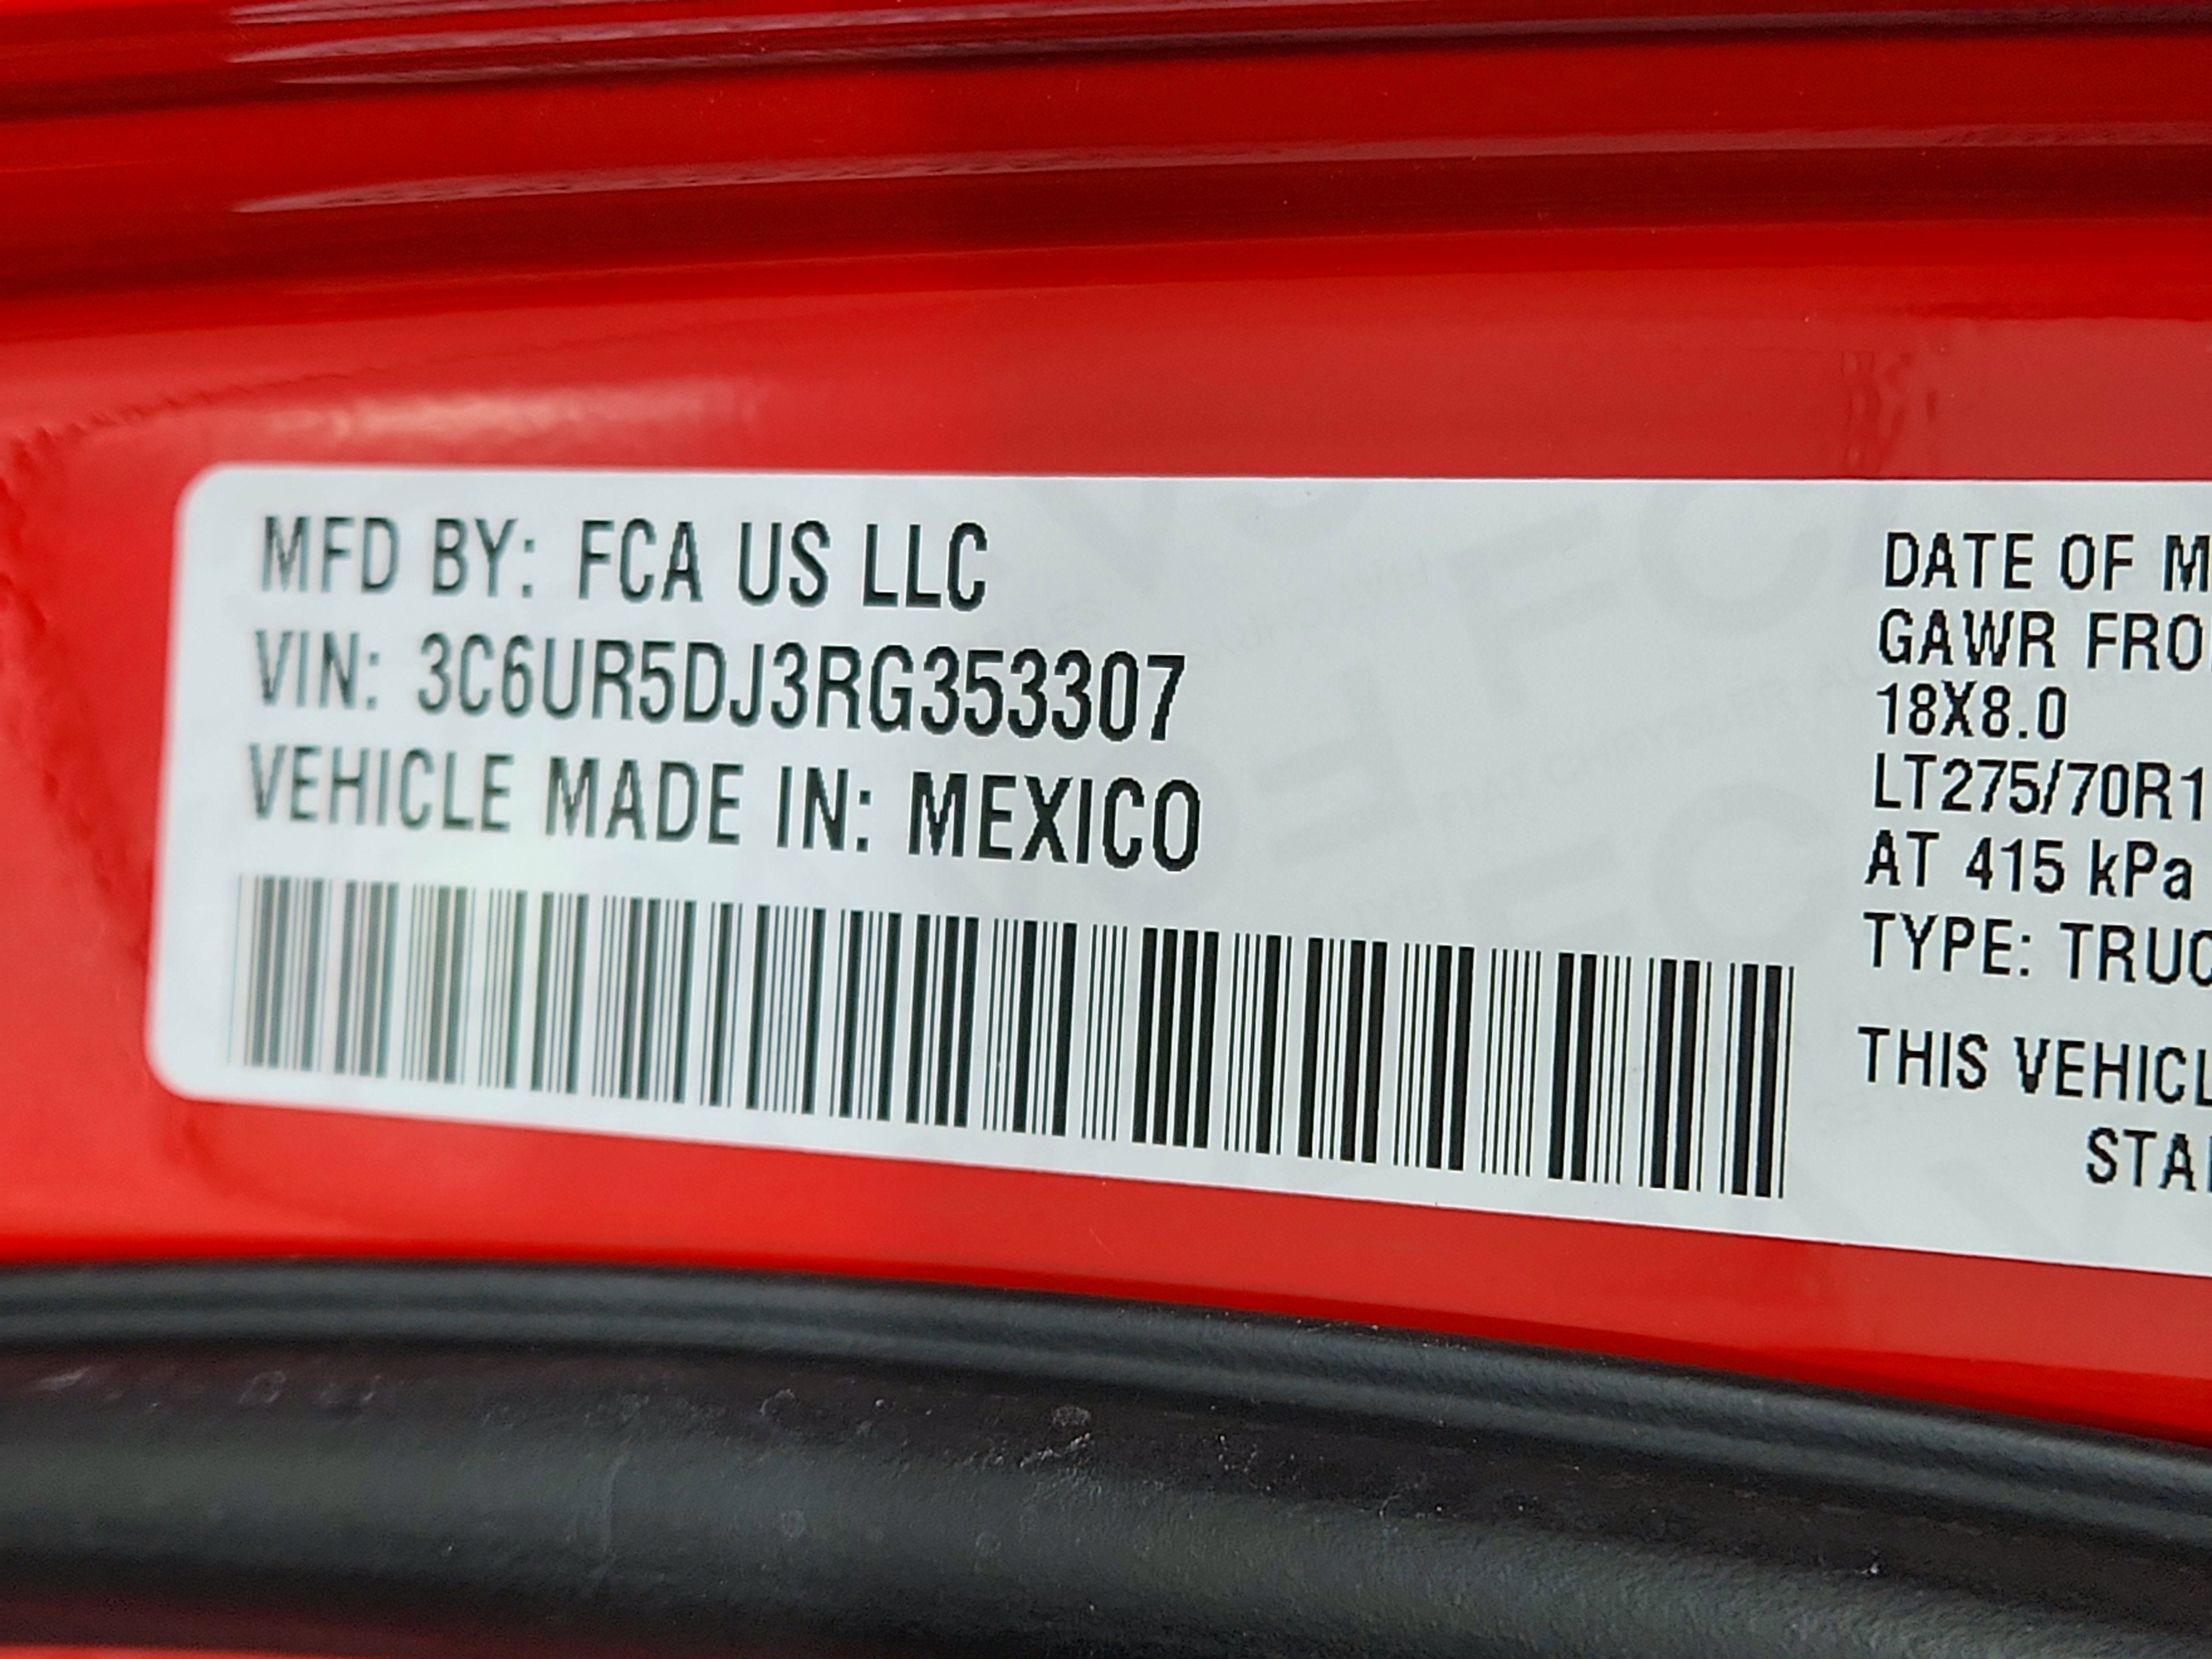 MFD BY: FCA US LLC
VIN: 3C6UR5DJ3RG353307
VEHICLE MADE IN: MEXICO
DATE OF M
GAWR FRO
18X8.0
LT275/70R1
AT 415 kPa
TYPE: TRUC
THIS VEHICL
STA